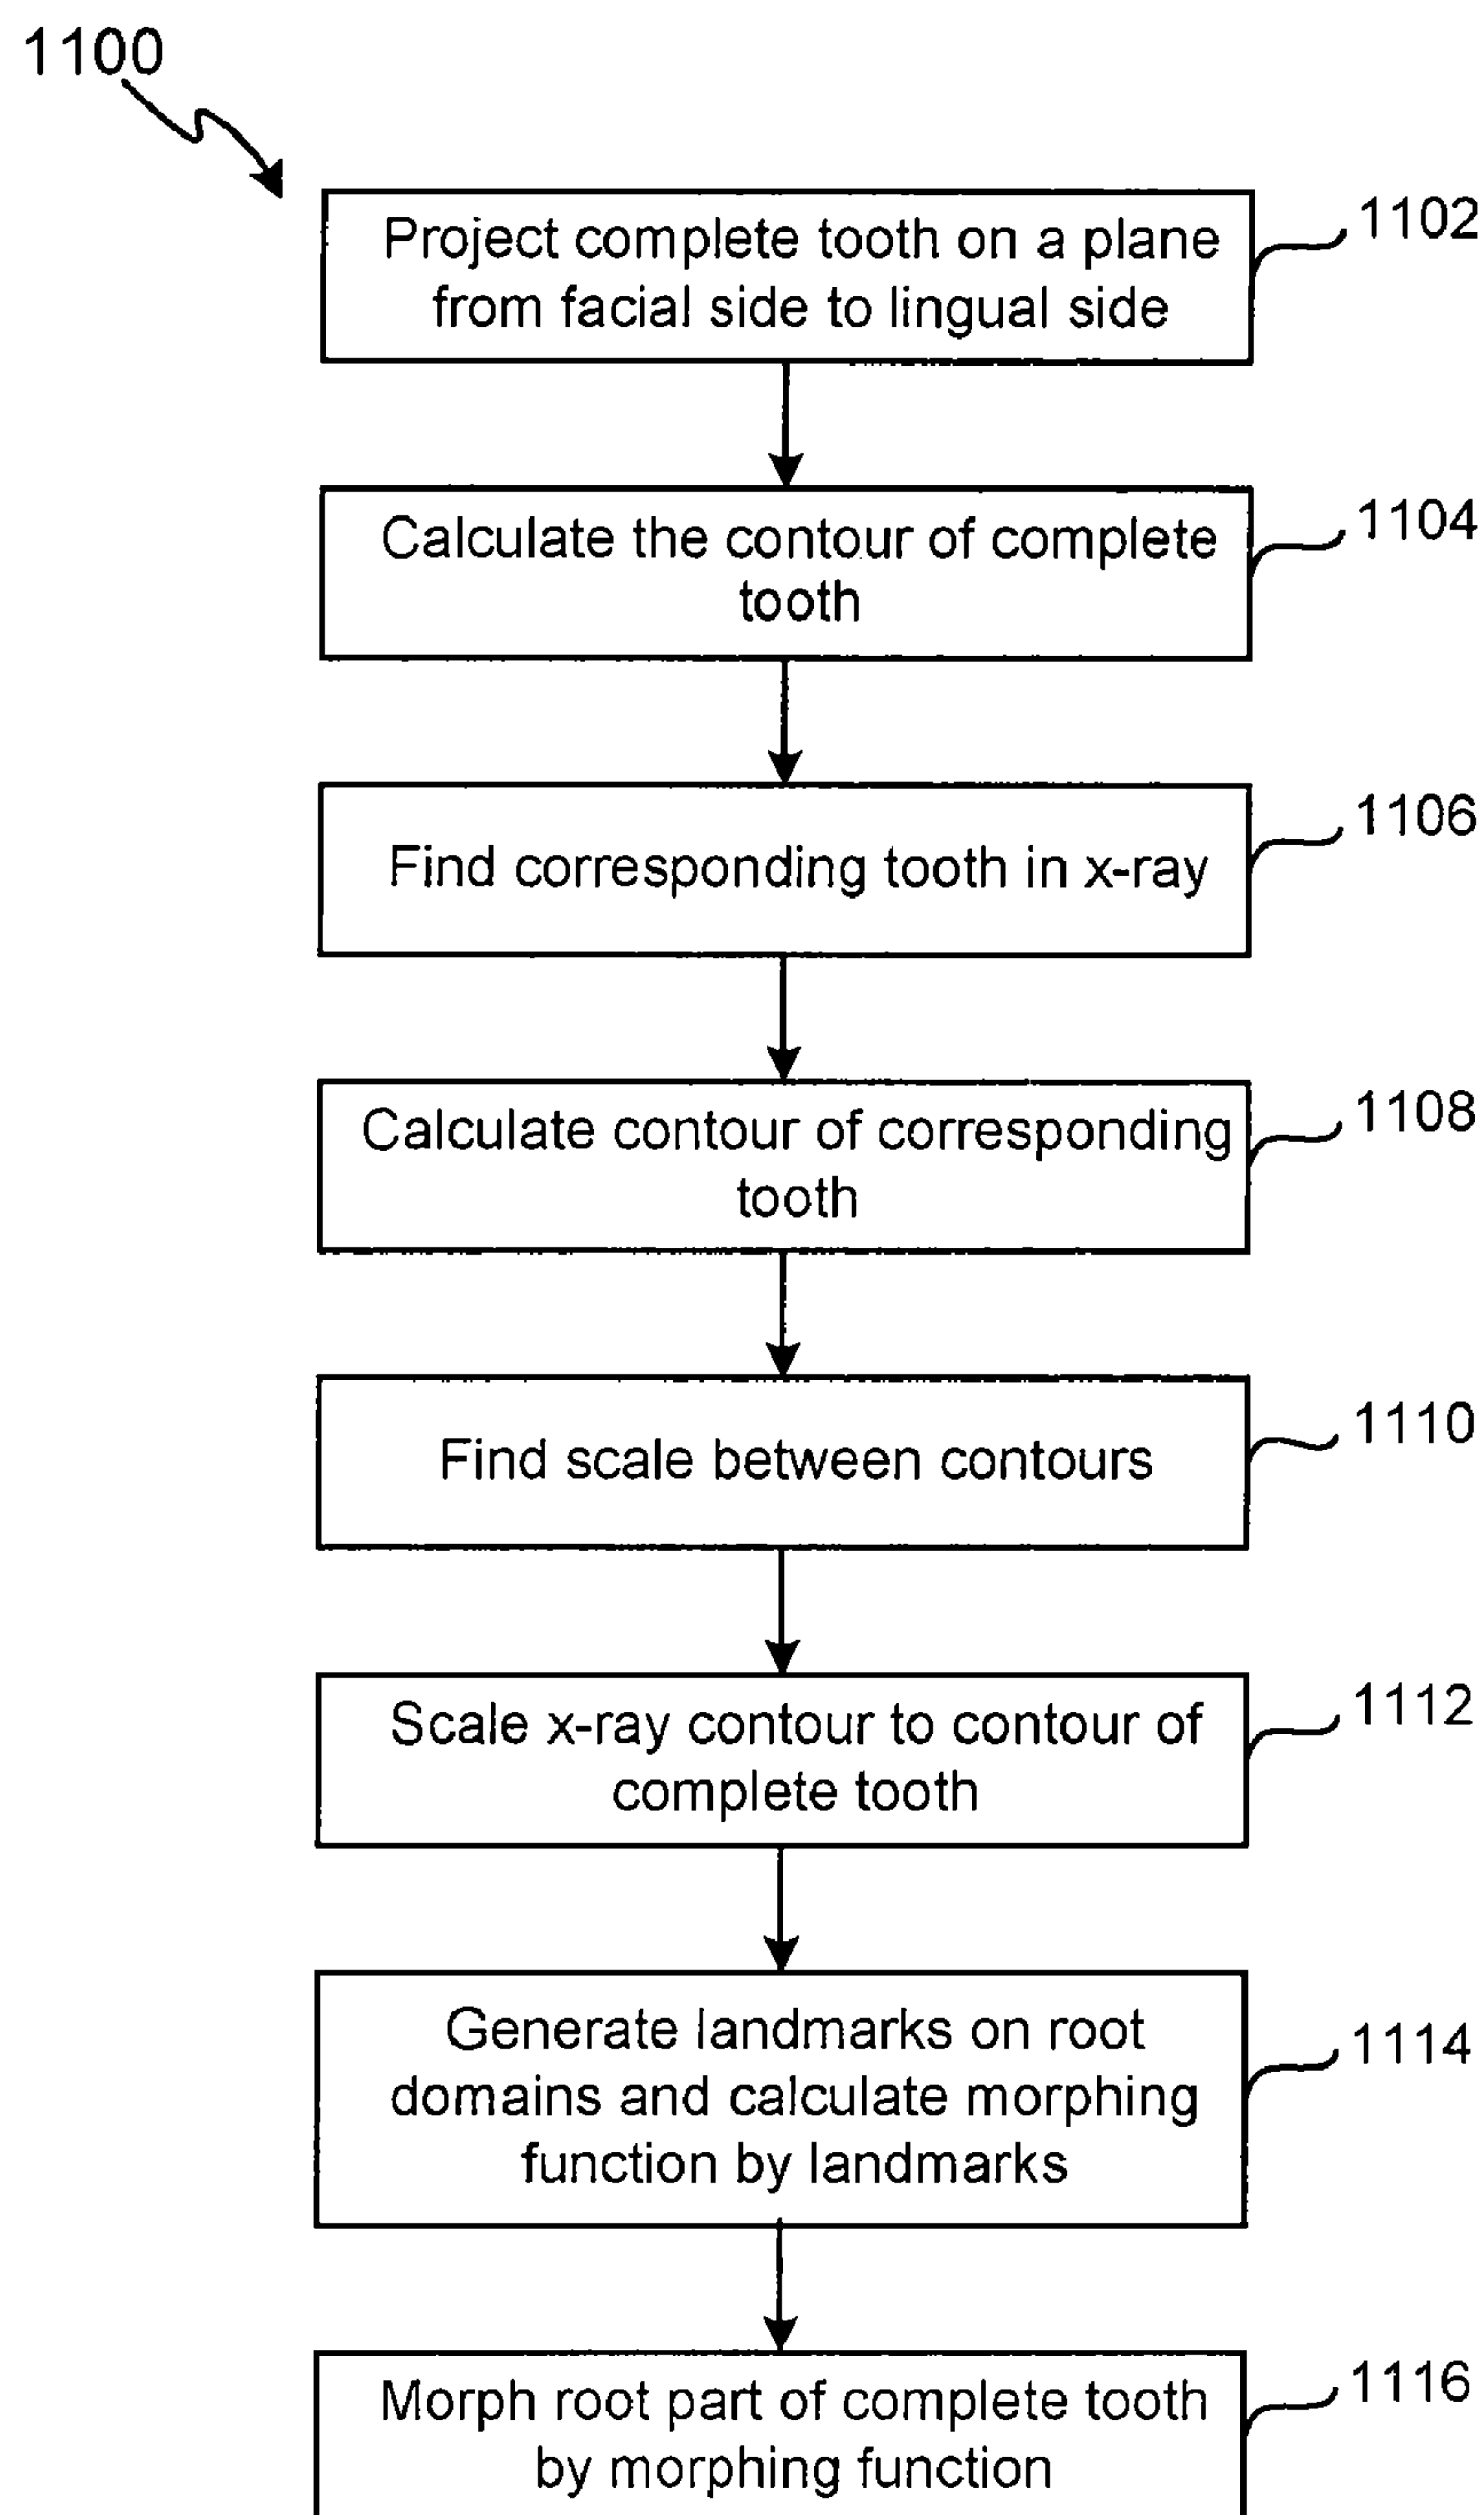 1100
Project complete tooth on a plane
from facial side to lingual side
1102
Calculate the contour of complete
tooth
1104
Find corresponding tooth in x-ray
1106
Calculate contour of corresponding
tooth
1108
Find scale between contours
1110
Scale x-ray contour to contour of
complete tooth
1112
Generate landmarks on root
domains and calculate morphing
function by landmarks
1114
Morph root part of complete tooth
by morphing function
1116